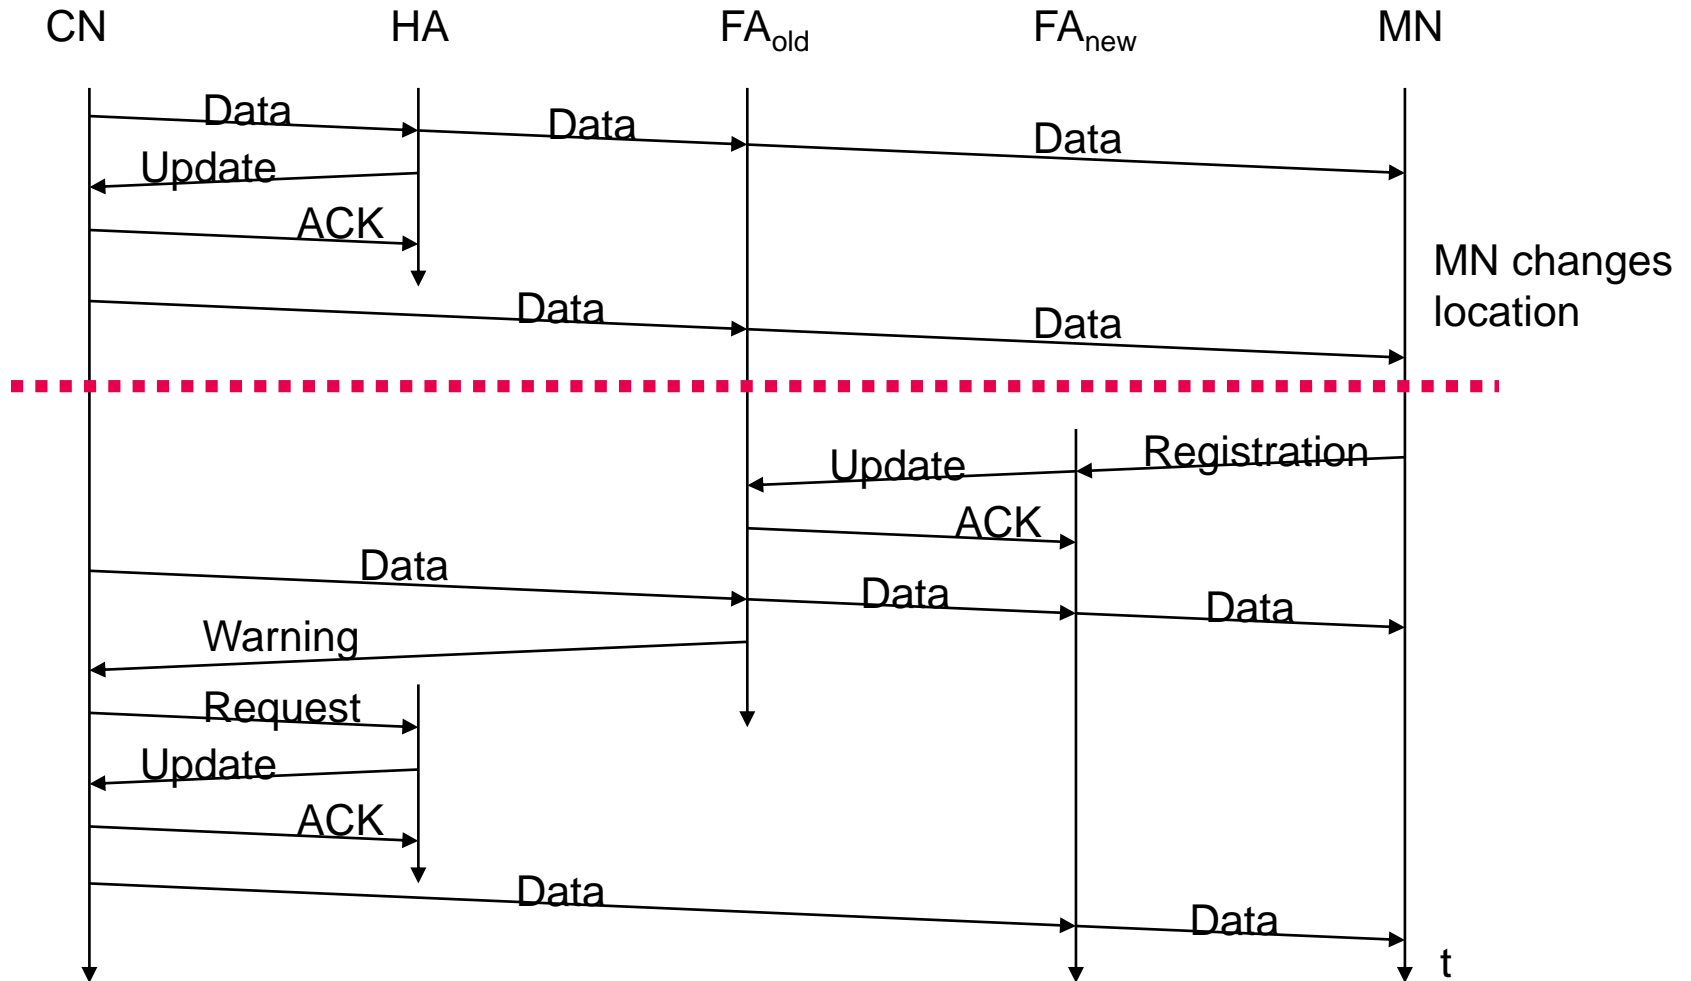 CN HA FAold FAnew MN
Data Data Data
Update
ACK
MN changes
location
Data Data
Update Registration
ACK
Data Data Data
Warning
Request
Update
ACK
Data Data
t